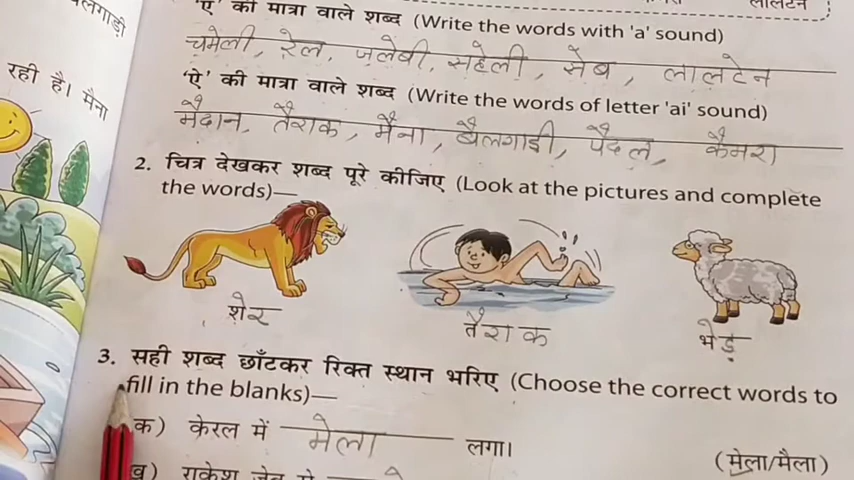 लालटेन
'ए' की मात्रा वाले शब्द (Write the words with 'a' sound)
चमेली, रेल, जलेबी, सहेली, सेब, लालटेन
रही है। मैना
'ऐ' की मात्रा वाले शब्द (Write the words of letter 'ai' sound)
मैदान, तैराक, मैना, बैलगाड़ी, पैदल, कैमरा
2. चित्र देखकर शब्द पूरे कीजिए (Look at the pictures and complete
the words)—
शेर तैराक भेड़
3. सही शब्द छाँटकर रिक्त स्थान भरिए (Choose the correct words to
fill in the blanks)—
क) केरल में मेला लगा। (मेला/मैला)
ख) राकेश